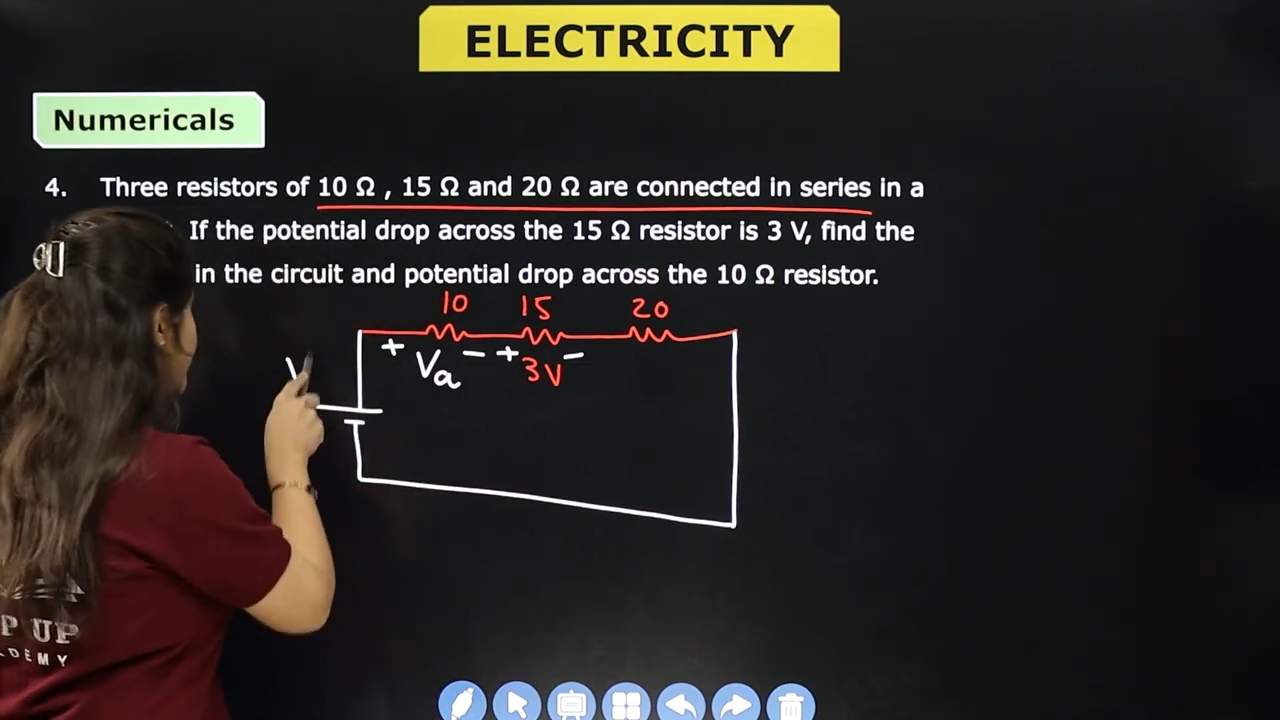 ELECTRICITY
Numericals
4. Three resistors of 10 Ω , 15 Ω and 20 Ω are connected in series in a
If the potential drop across the 15 Ω resistor is 3 V, find the
in the circuit and potential drop across the 10 Ω resistor.
10 15 20
+ Va - + 3V -
P UP
DEMY